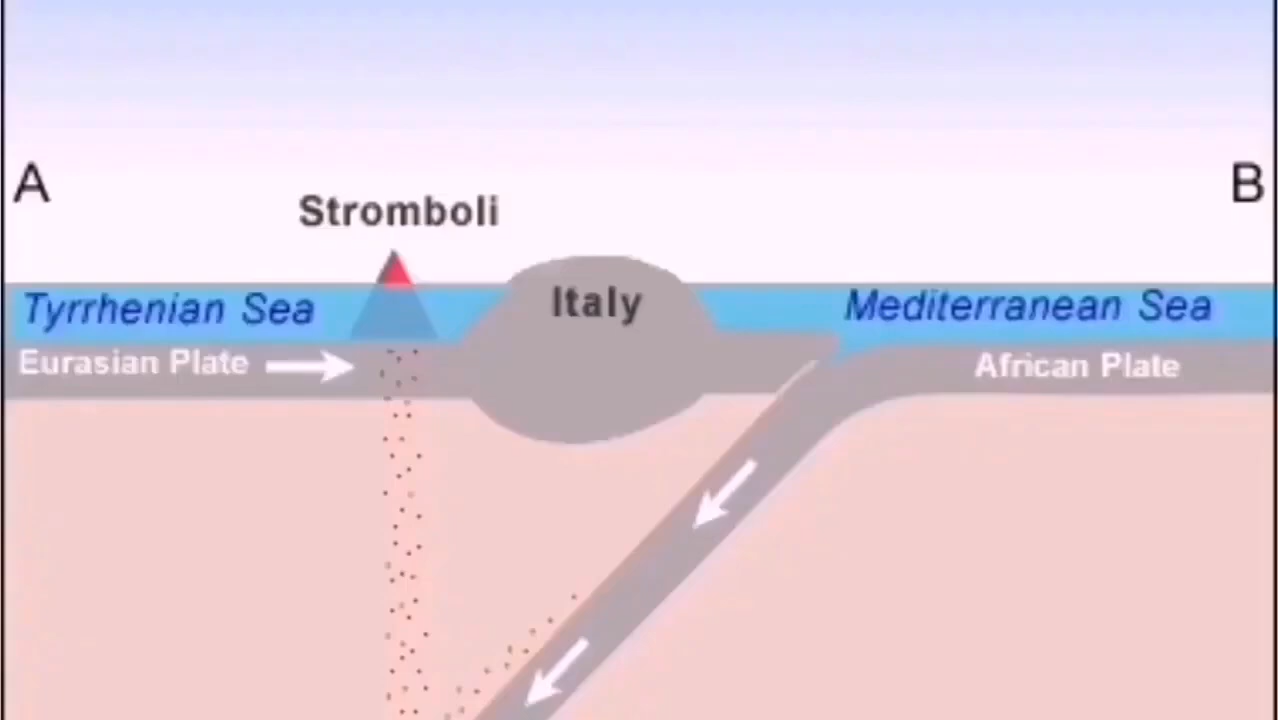 A
B
Stromboli
Italy
Tyrrhenian Sea
Mediterranean Sea
Eurasian Plate
African Plate